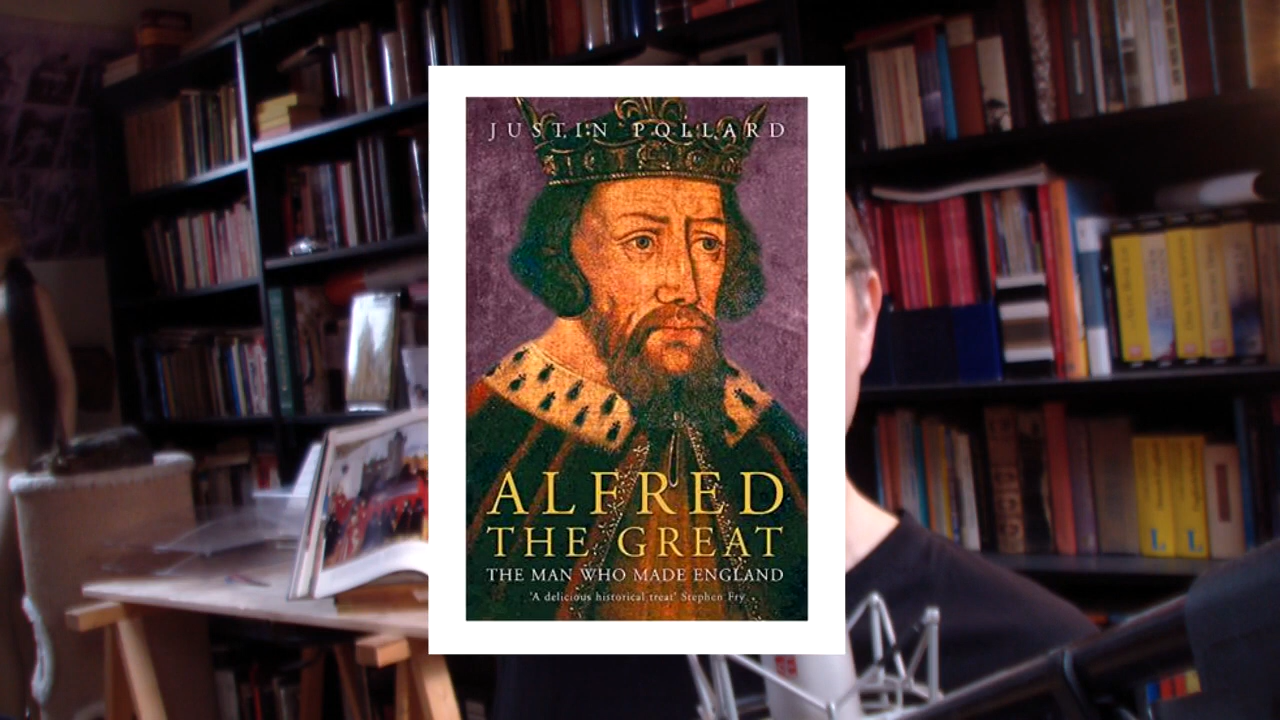 JUSTIN POLLARD
ALFRED
THE GREAT
THE MAN WHO MADE ENGLAND
'A delicious historical treat' Stephen Fry